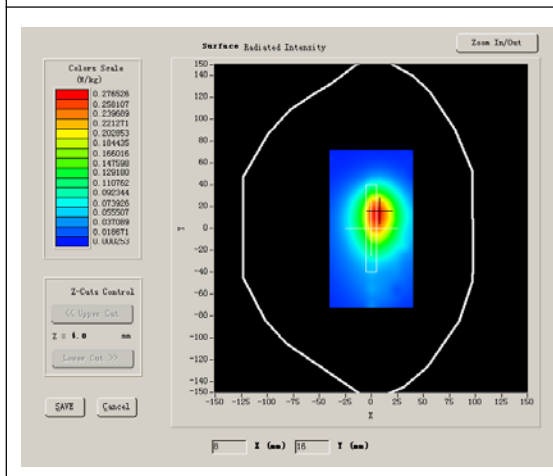 Surface Radiated Intensity
Zoom In/Out
Colors Scale
(W/kg)
0.276526
0.258107
0.239689
0.221271
0.202853
0.184435
0.166016
0.147598
0.129180
0.110762
0.092344
0.073926
0.055507
0.037089
0.018671
0.000253
150
140
120
100
80
60
40
20
0
-20
-40
-60
-80
-100
-120
-140
-150
-150 -125 -100 -75 -50 -25 0 25 50 75 100 125 150
Z-Cuts Control
<< Upper Cut
Z = 4.0 mm
Lower Cut >>
SAVE
Cancel
8 X (mm) 16 Y (mm)